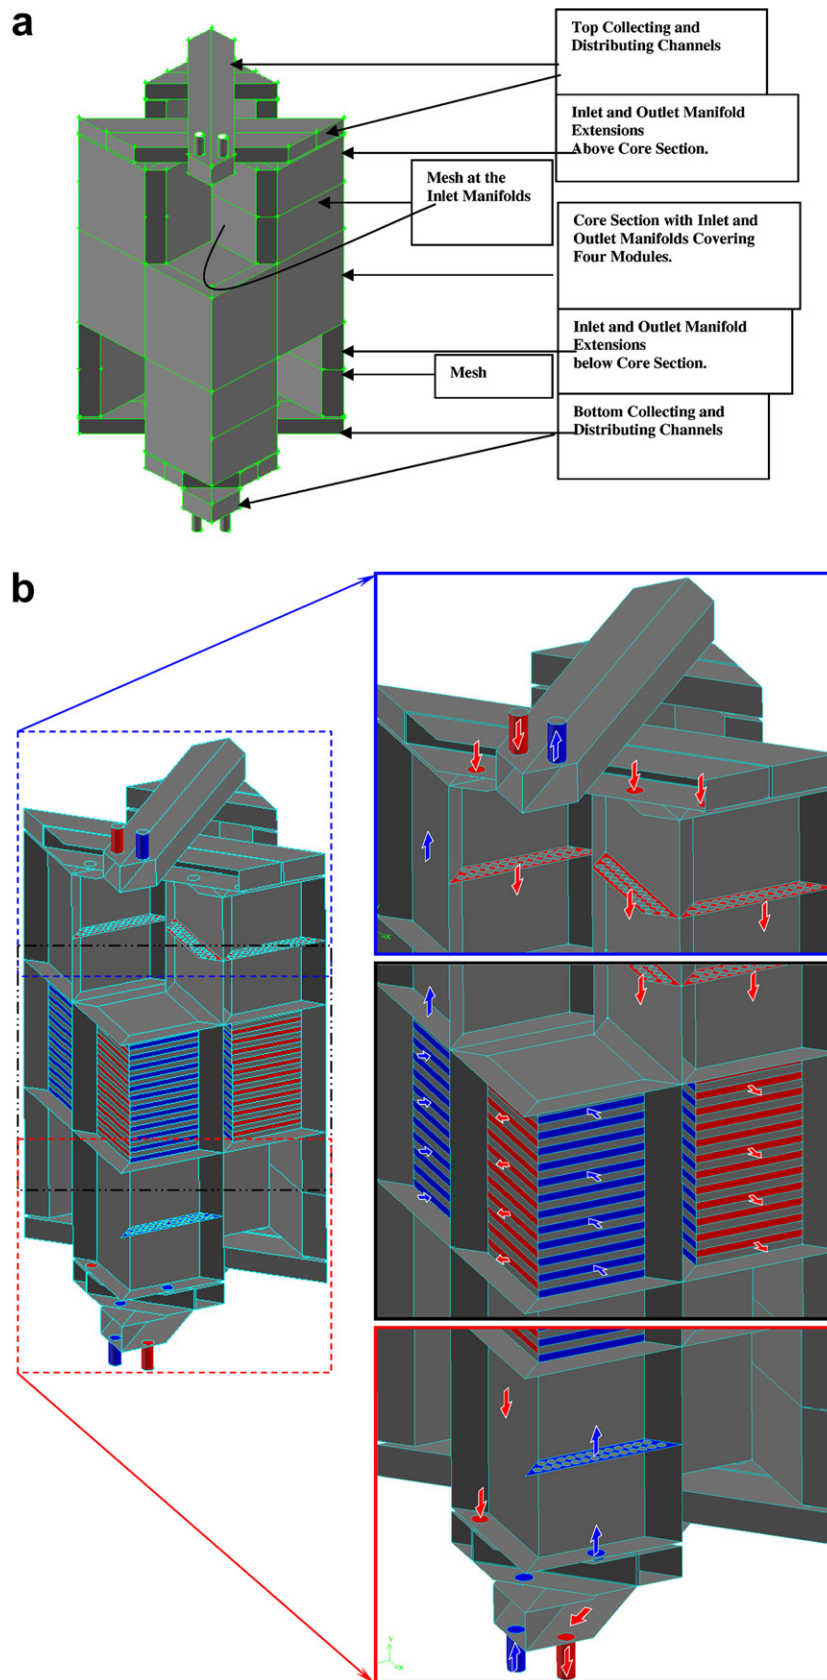 a
Top Collecting and
Distributing Channels
Inlet and Outlet Manifold
Extensions
Above Core Section.
Mesh at the
Inlet Manifolds
Core Section with Inlet and
Outlet Manifolds Covering
Four Modules.
Inlet and Outlet Manifold
Extensions
below Core Section.
Mesh
Bottom Collecting and
Distributing Channels
b
Y
X